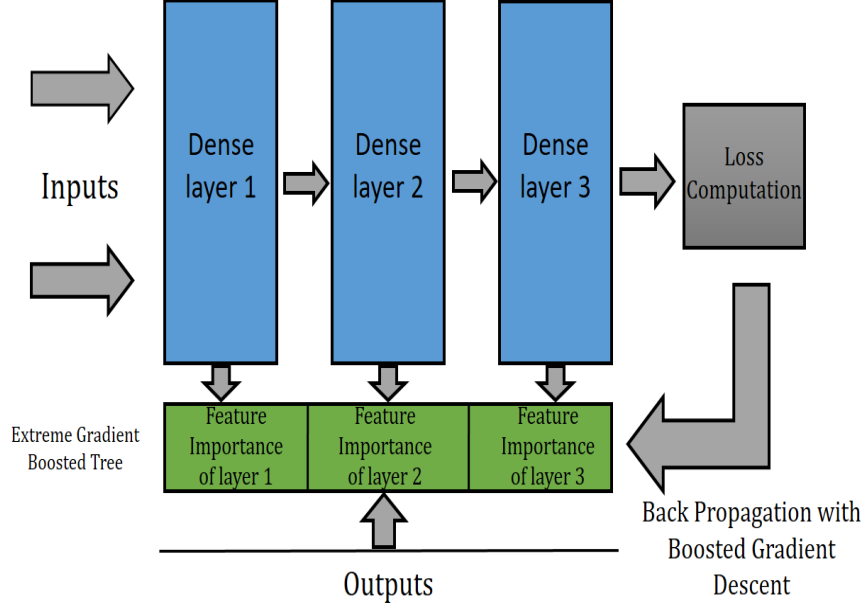 Inputs
Dense
layer 1
Dense
layer 2
Dense
layer 3
Loss
Computation
Extreme Gradient
Boosted Tree
Feature
Importance
of layer 1
Feature
Importance
of layer 2
Feature
Importance
of layer 3
Back Propagation with
Boosted Gradient
Descent
Outputs